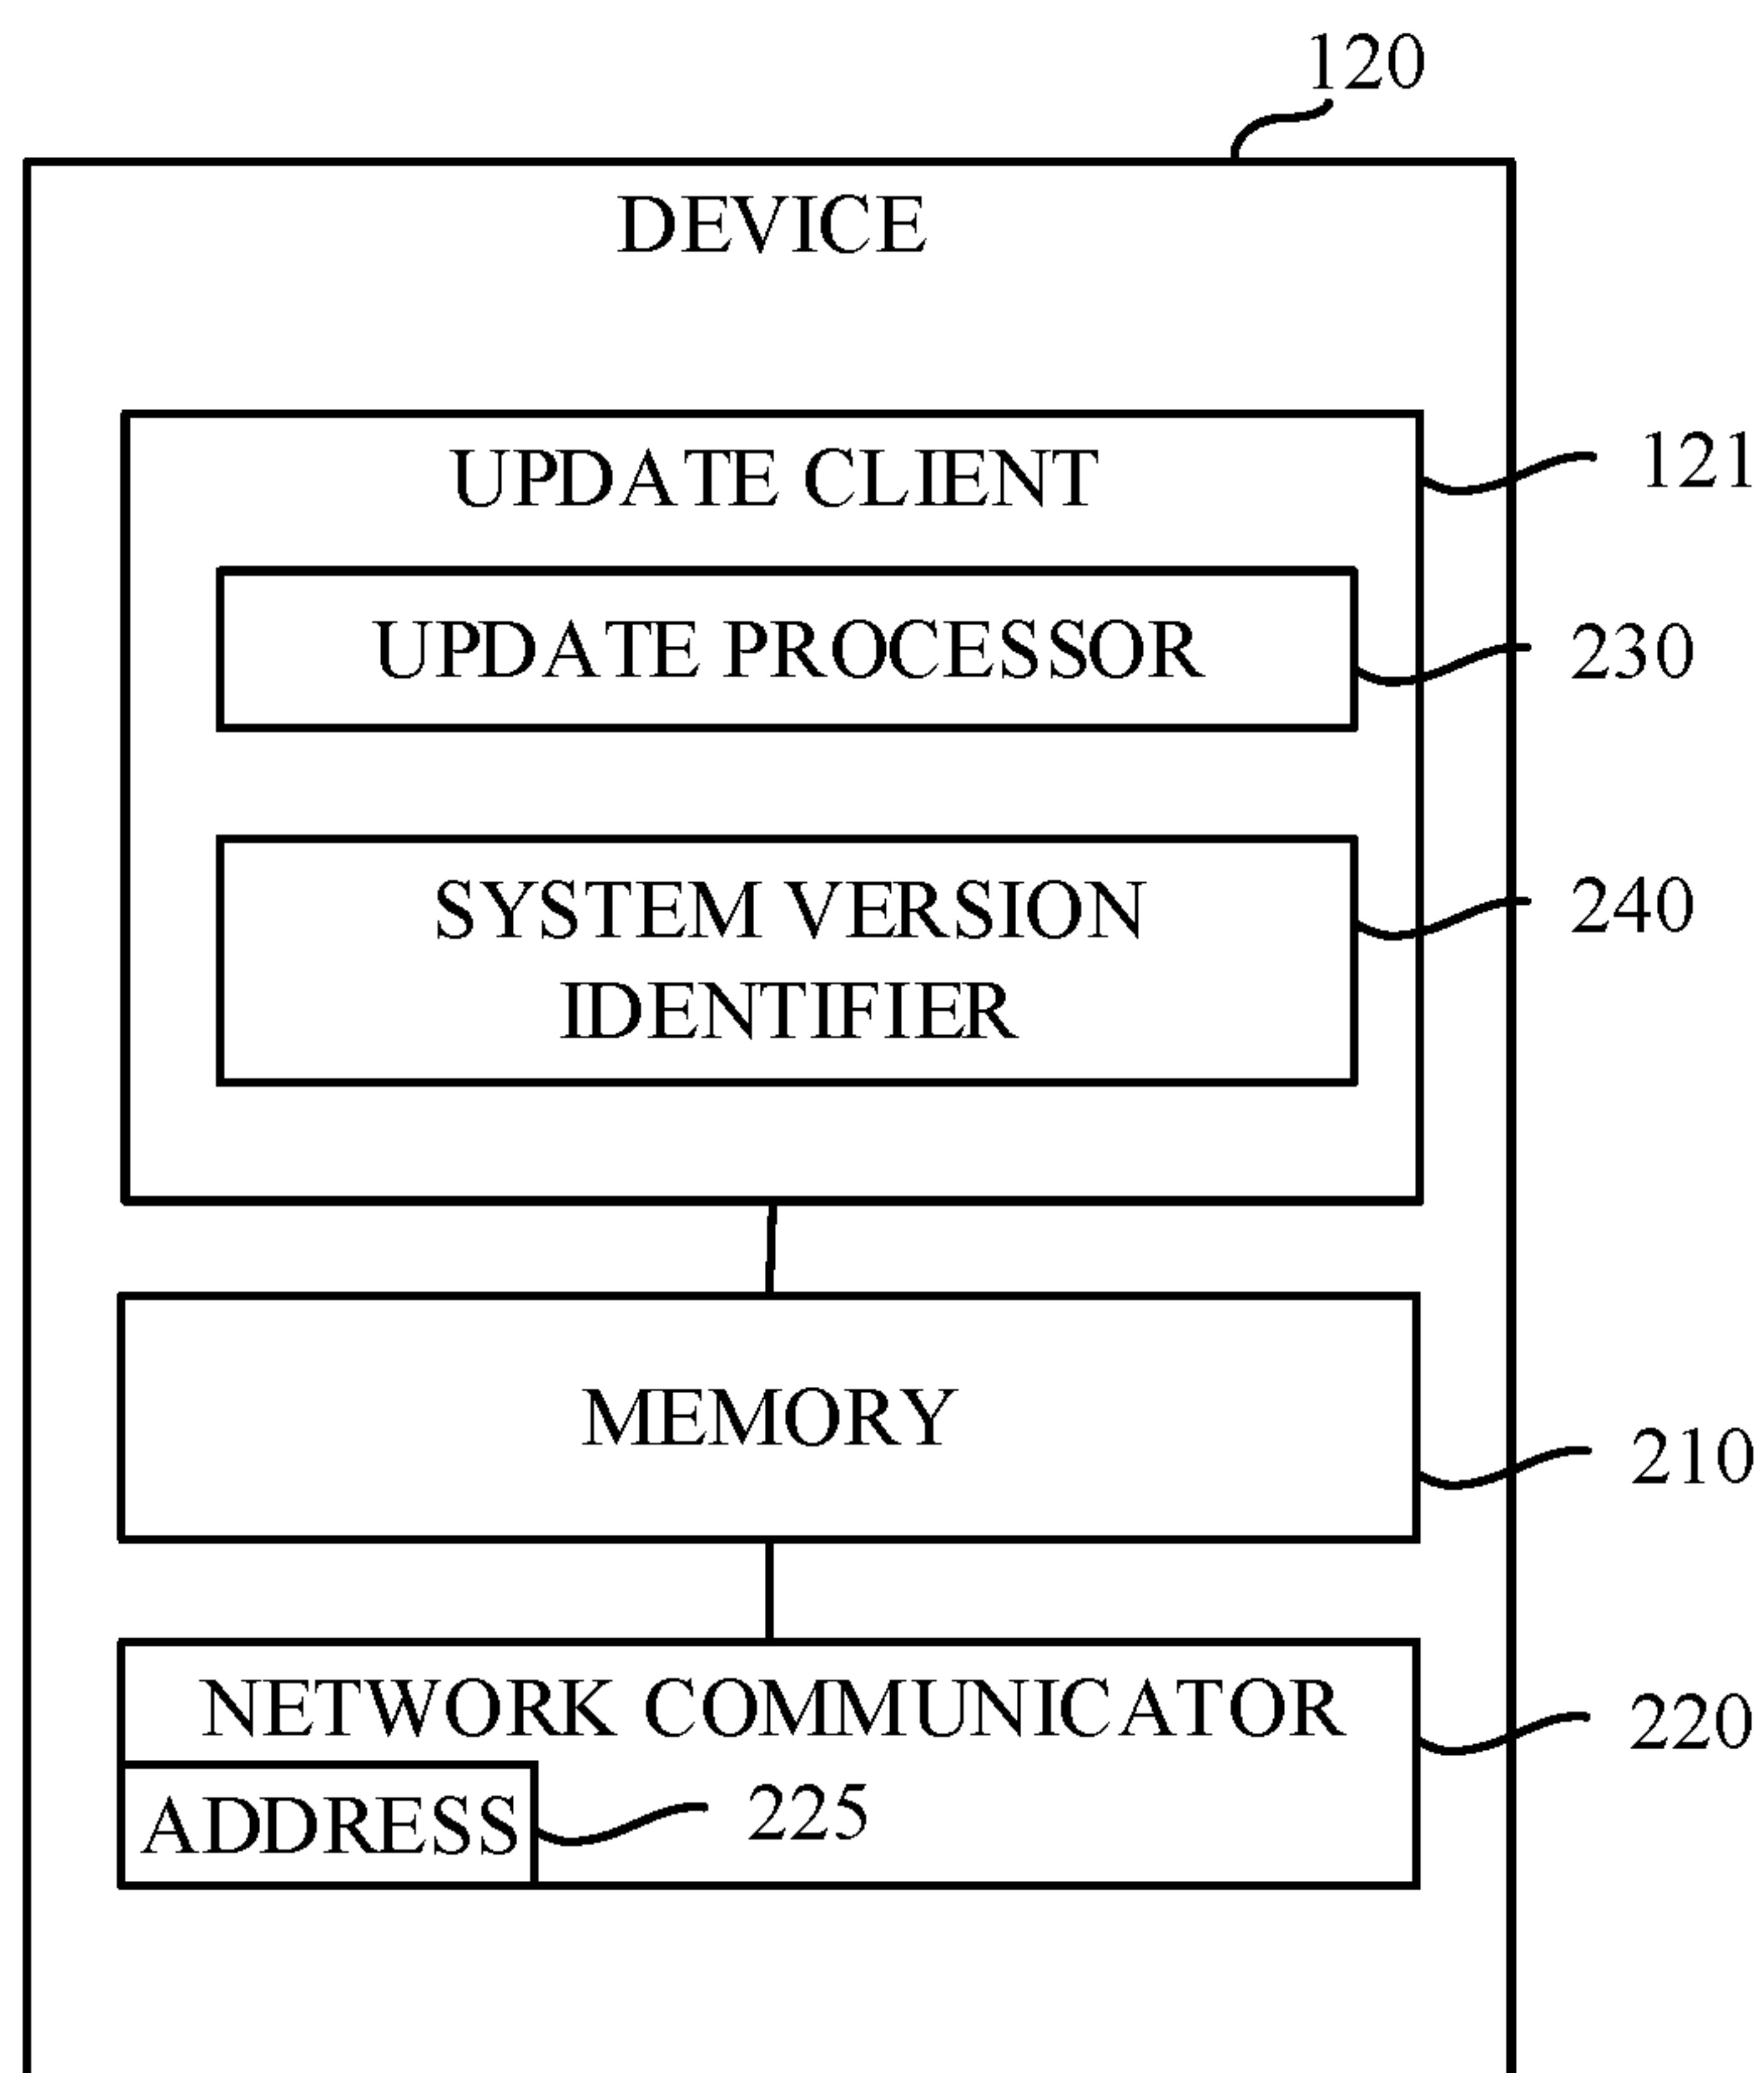 120
DEVICE
UPDATE CLIENT
121
UPDATE PROCESSOR
230
SYSTEM VERSION
IDENTIFIER
240
MEMORY
210
NETWORK COMMUNICATOR
220
ADDRESS
225